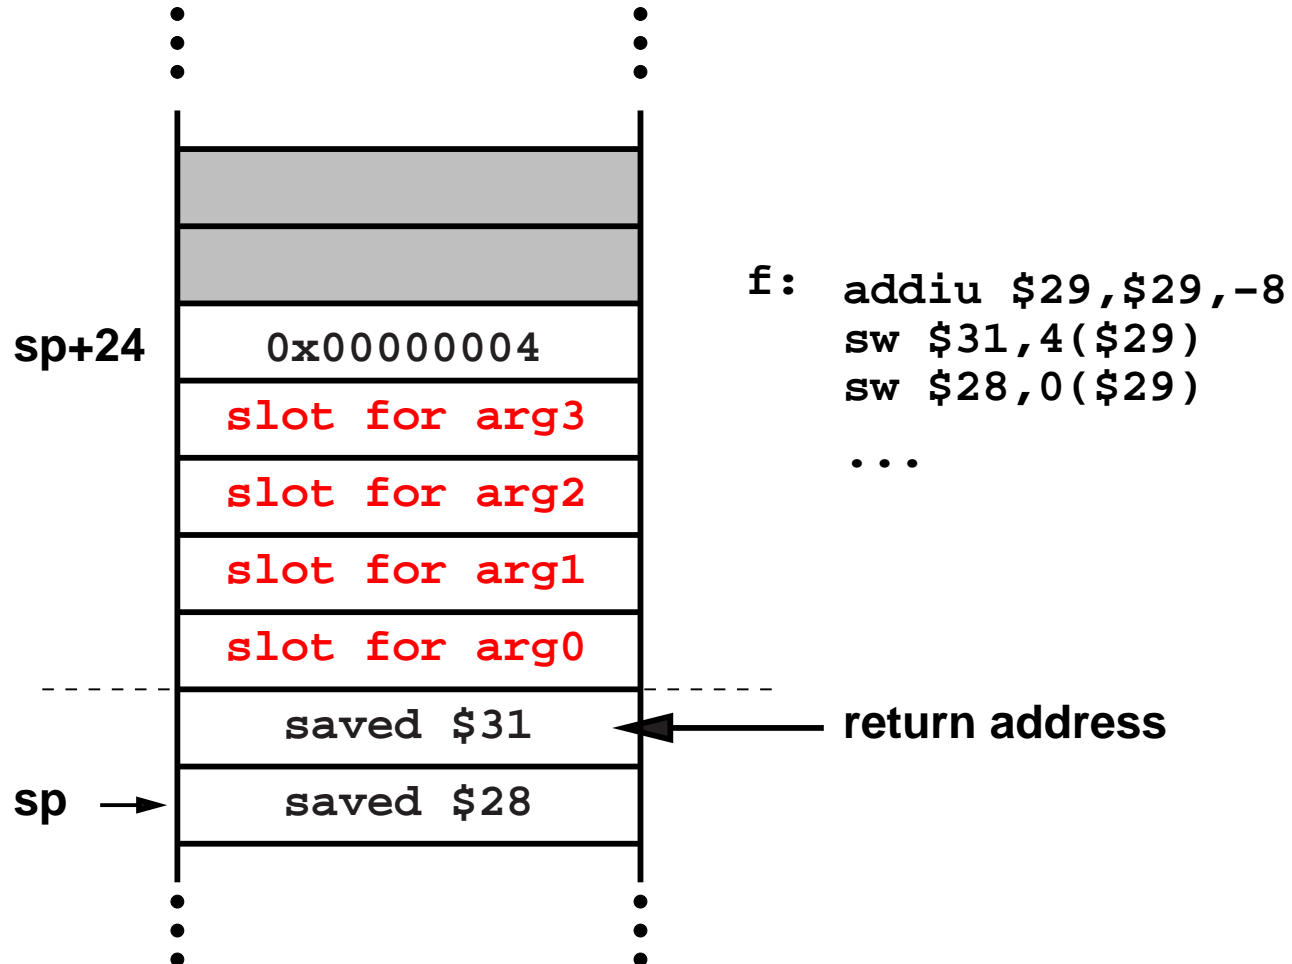 f: addiu $29,$29,−8
sp+24 0x00000004 sw $31,4($29)
sw $28,0($29)
slot for arg3
...
slot for arg2
slot for arg1
slot for arg0
saved $31 return address
sp saved $28